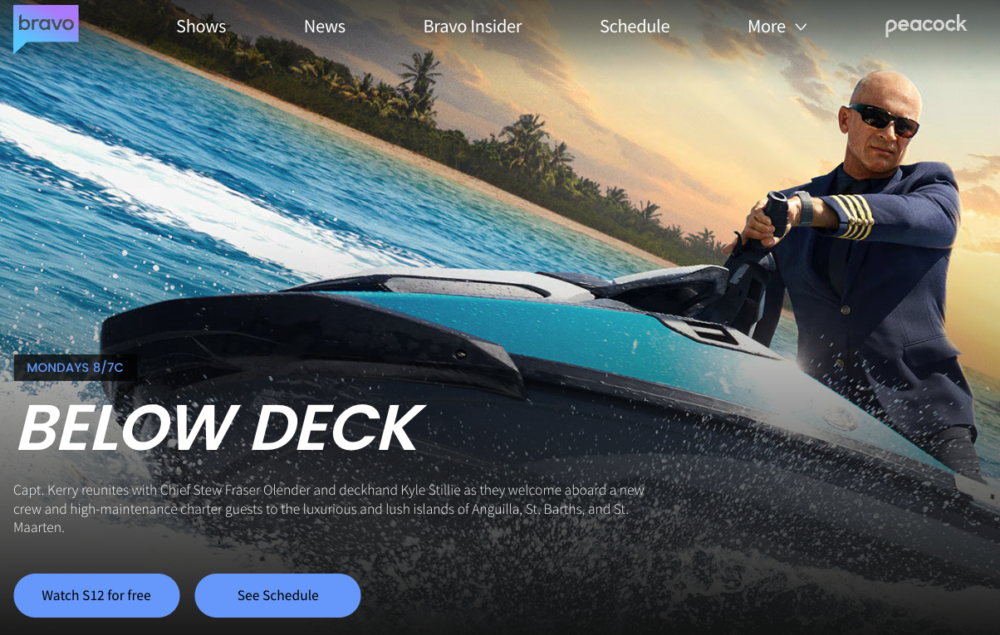 bravo
Shows
News
Bravo Insider
Schedule
More
peacock
MONDAYS 8/7C
BELOW DECK
Capt. Kerry reunites with Chief Stew Fraser Olender and deckhand Kyle Stillie as they welcome aboard a new
crew and high-maintenance charter guests to the luxurious and lush islands of Anguilla, St. Barths, and St.
Maarten.
Watch S12 for free
See Schedule